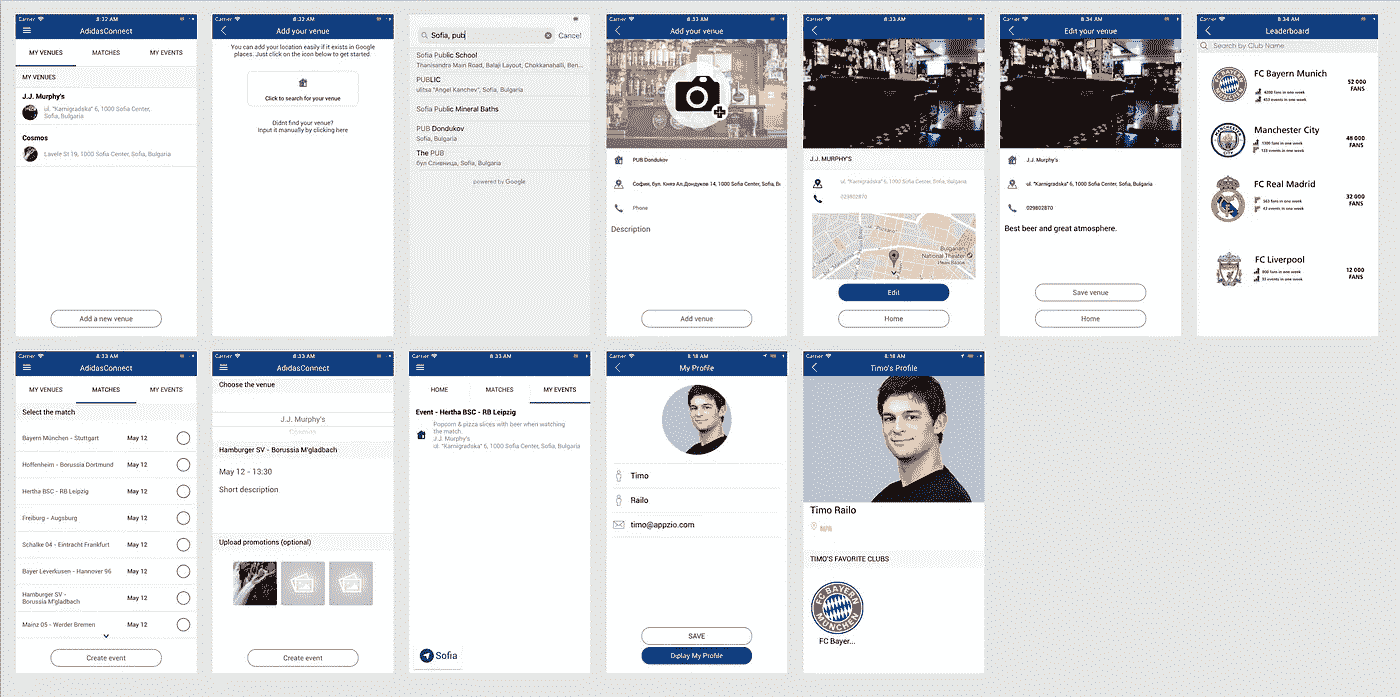 Carrier 8:32 AM
AdidasConnect
MY VENUES MATCHES MY EVENTS
MY VENUES
J.J. Murphy's
ul. "Karnigradska" 6, 1000 Sofia Center,
Sofia, Bulgaria
Cosmos
Lavele St 19, 1000 Sofia Center, Sofia, Bulgaria
Add a new venue
Carrier 8:32 AM
Add your venue
You can add your location easily if it exists in Google
places. Just click on the icon below to get started
Click to search for your venue
Didnt find your venue?
Input it manually by clicking here
Sofia, pub Cancel
Sofia Public School
Thanisandra Main Road, Balaji Layout, Chokkanahalli, Ben...
PUBLIC
ulitsa "Angel Kanchev", Sofia, Bulgaria
Sofia Public Mineral Baths
PUB Dondukov
Sofia, Bulgaria
The PUB
бул Сливница, Sofia, Bulgaria
powered by Google
Carrier 8:33 AM
Add your venue
PUB Dondukov
София, бул. Княз Ал.Дондуков 14, 1000 Sofia Center, Sofia, Bu
Phone
Description
Add venue
Carrier 8:33 AM
J.J. MURPHY'S
ul. "Karnigradska" 6, 1000 Sofia Center, Sofia, Bulgaria
029802870
Bulgarian
National Theater
Edit
Home
Carrier 8:34 AM
Edit your venue
J.J. Murphy's
ul. "Karnigradska" 6, 1000 Sofia Center, Sofia, Bulgaria
029802870
Best beer and great atmosphere.
Save venue
Home
Carrier 8:34 AM
Leaderboard
Search by Club Name
FC Bayern Munich
4200 fans in one week
453 events in one week
52 000
FANS
MANCHESTER
CITY
Manchester City
1300 fans in one week
133 events in one week
48 000
FANS
FC Real Madrid
563 fans in one week
43 events in one week
32 000
FANS
FC Liverpool
800 fans in one week
53 events in one week
12 000
FANS
Carrier 8:33 AM
AdidasConnect
MY VENUES MATCHES MY EVENTS
Select the match
Bayern München - Stuttgart May 12
Hoffenheim - Borussia Dortmund May 12
Hertha BSC - RB Leipzig May 12
Freiburg - Augsburg May 12
Schalke 04 - Eintracht Frankfurt May 12
Bayer Leverkusen - Hannover 96 May 12
Hamburger SV -
Borussia M'gladbach May 12
Mainz 05 - Werder Bremen May 12
Create event
Carrier 8:33 AM
AdidasConnect
Choose the venue
J.J. Murphy's
Cosmos
Hamburger SV - Borussia M'gladbach
May 12 - 13:30
Short description
Upload promotions (optional)
Create event
Carrier 8:33 AM
HOME MATCHES MY EVENTS
Event - Hertha BSC - RB Leipzig
Popcorn & pizza slices with beer when watching
the match.
J.J. Murphy's
ul. "Karnigradska" 6, 1000 Sofia Center, Sofia, Bulgaria
Sofia
Carrier 8:18 AM
My Profile
Timo
Railo
timo@appzio.com
SAVE
Diplay My Profile
Carrier 8:18 AM
Timo's Profile
Timo Railo
N/A
TIMO'S FAVORITE CLUBS
FC BAYERN
MÜNCHEN
FC Bayer...